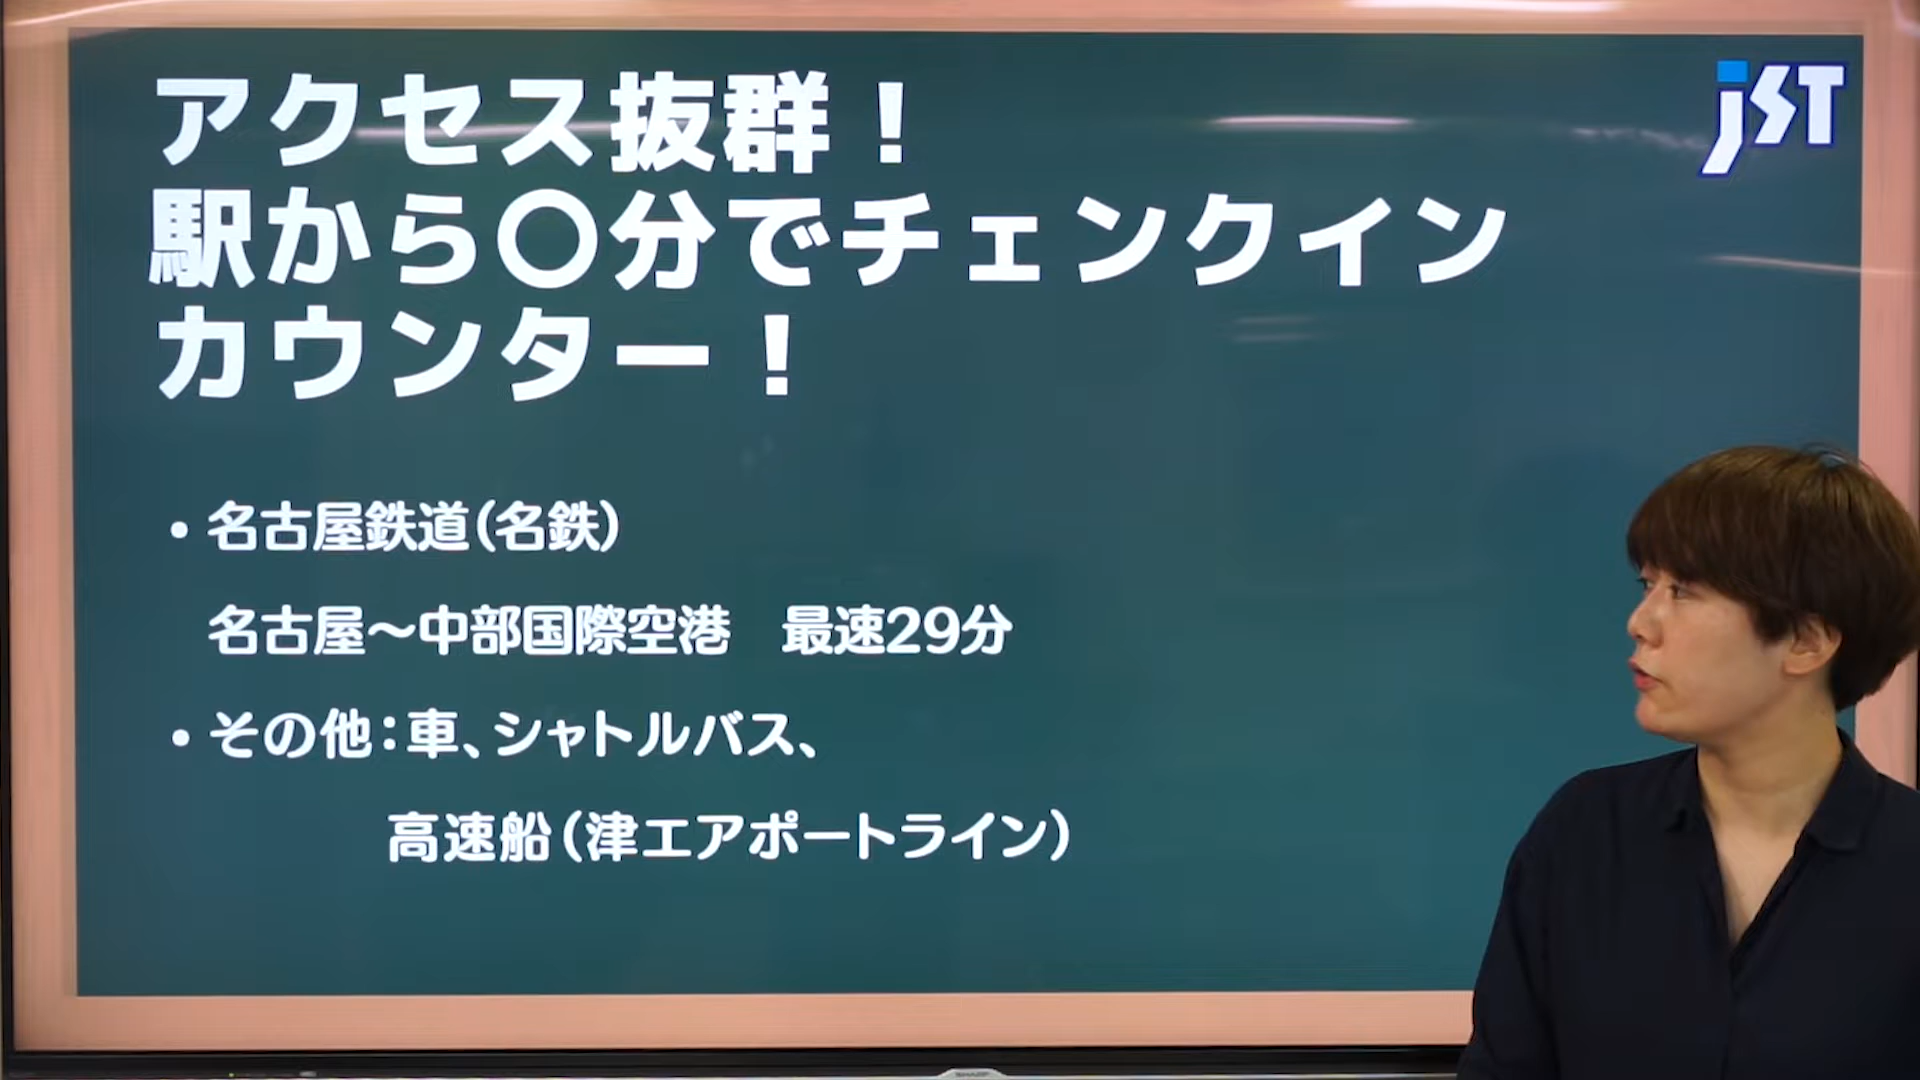 アクセス抜群！
駅から〇分でチェンクイン
カウンター！
・名古屋鉄道（名鉄）
名古屋～中部国際空港　最速29分
・その他：車、シャトルバス、
高速船（津エアポートライン）
jST
SHARP